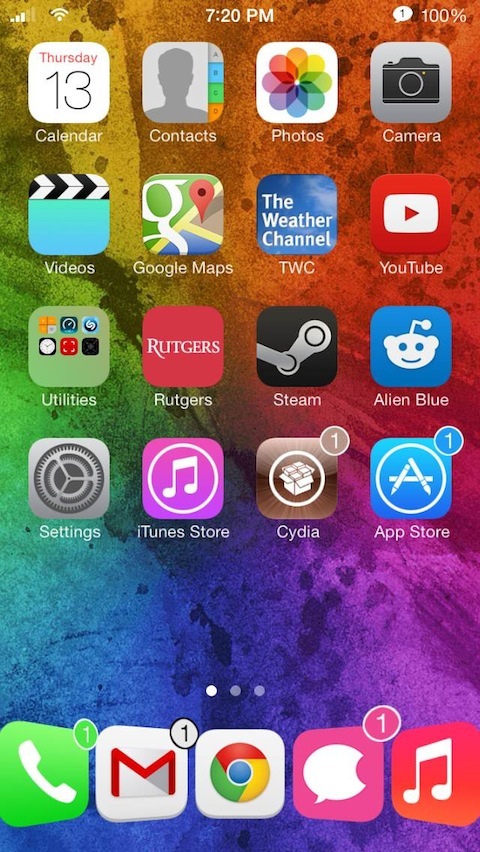 7:20 PM
1
100%
Thursday
13
A
B
C
D
Calendar
Contacts
Photos
Camera
g
The
Weather
Channel
Videos
Google Maps
TWC
YouTube
RUTGERS
Utilities
Rutgers
Steam
Alien Blue
1
1
Settings
iTunes Store
Cydia
App Store
1
1
1